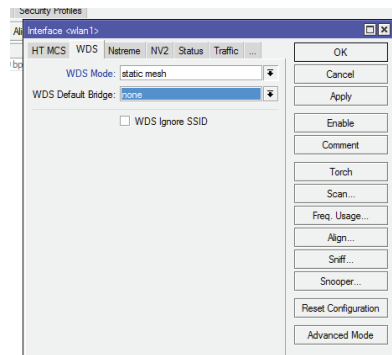 Security Profiles
Interface <wlan1>
HT MCS WDS Nstreme NV2 Status Traffic ...
WDS Mode: static mesh
WDS Default Bridge: none
WDS Ignore SSID
OK
Cancel
Apply
Enable
Comment
Torch
Scan...
Freq. Usage...
Align...
Sniff...
Snooper...
Reset Configuration
Advanced Mode